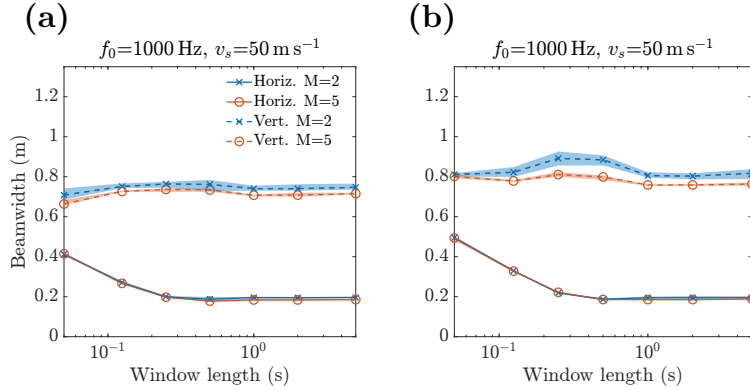 (a)
(b)
f₀=1000 Hz, vₛ=50 m s⁻¹
f₀=1000 Hz, vₛ=50 m s⁻¹
Horiz. M=2
Horiz. M=5
Vert. M=2
Vert. M=5
Beamwidth (m)
1.2
1
0.8
0.6
0.4
0.2
0
1.2
1
0.8
0.6
0.4
0.2
0
10⁻¹
10⁰
10⁻¹
10⁰
Window length (s)
Window length (s)